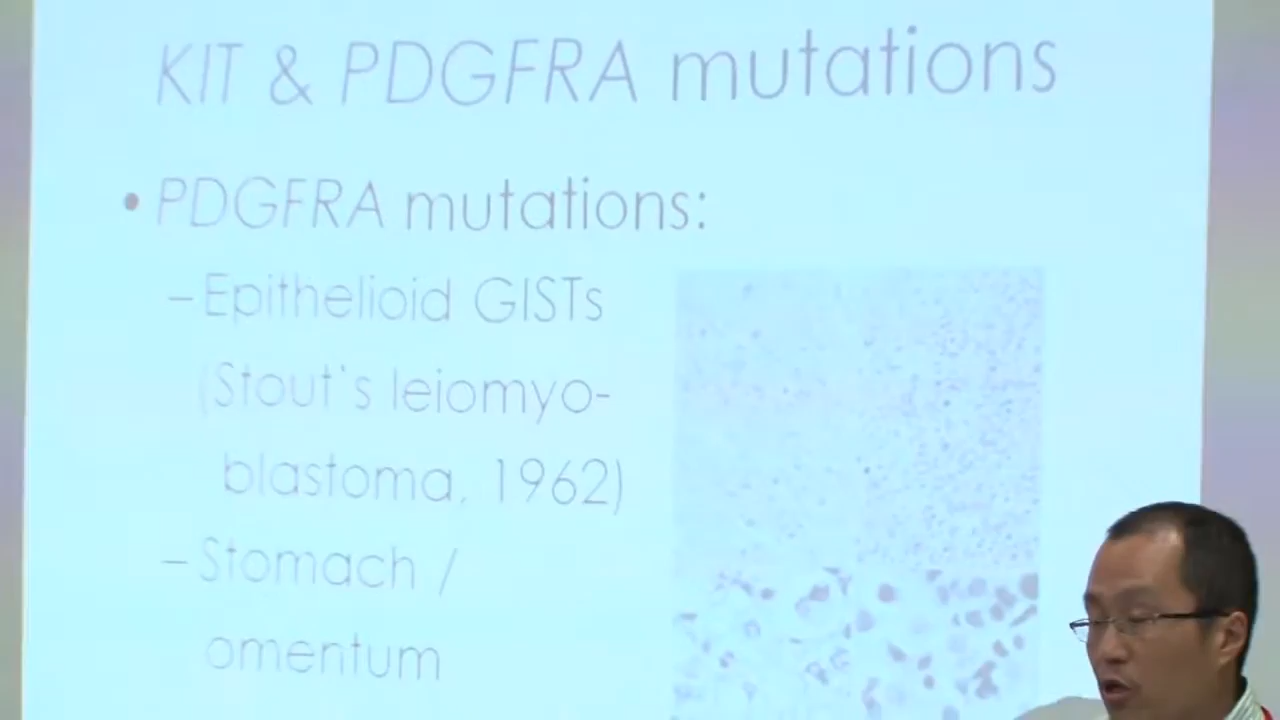 KIT & PDGFRA mutations
• PDGFRA mutations:
– Epithelioid GISTs
(Stout's leiomyo-
blastoma, 1962)
– Stomach /
omentum